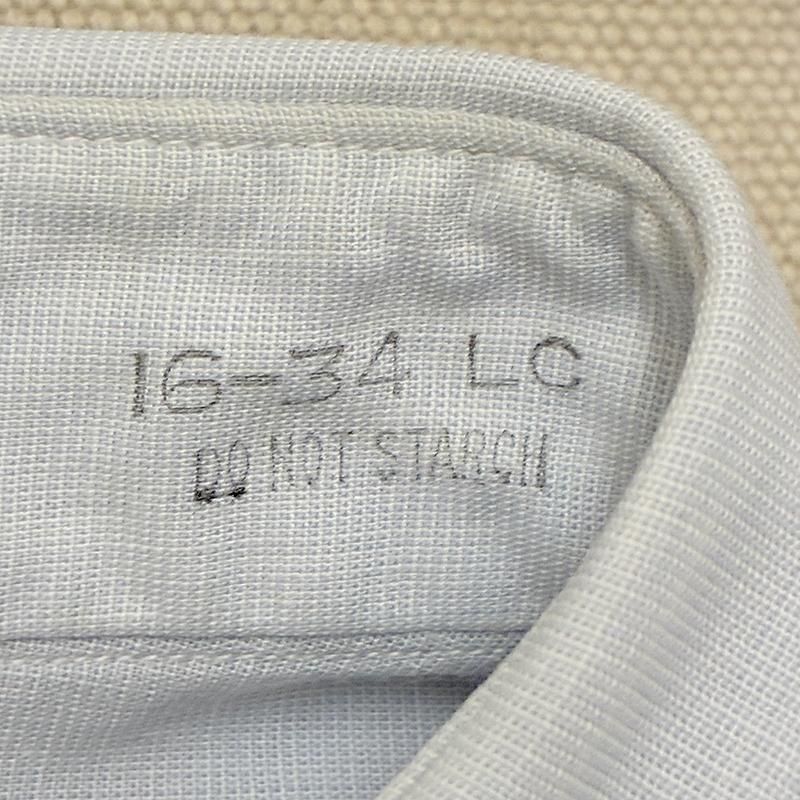 16-34 LC
DO NOT STARCH